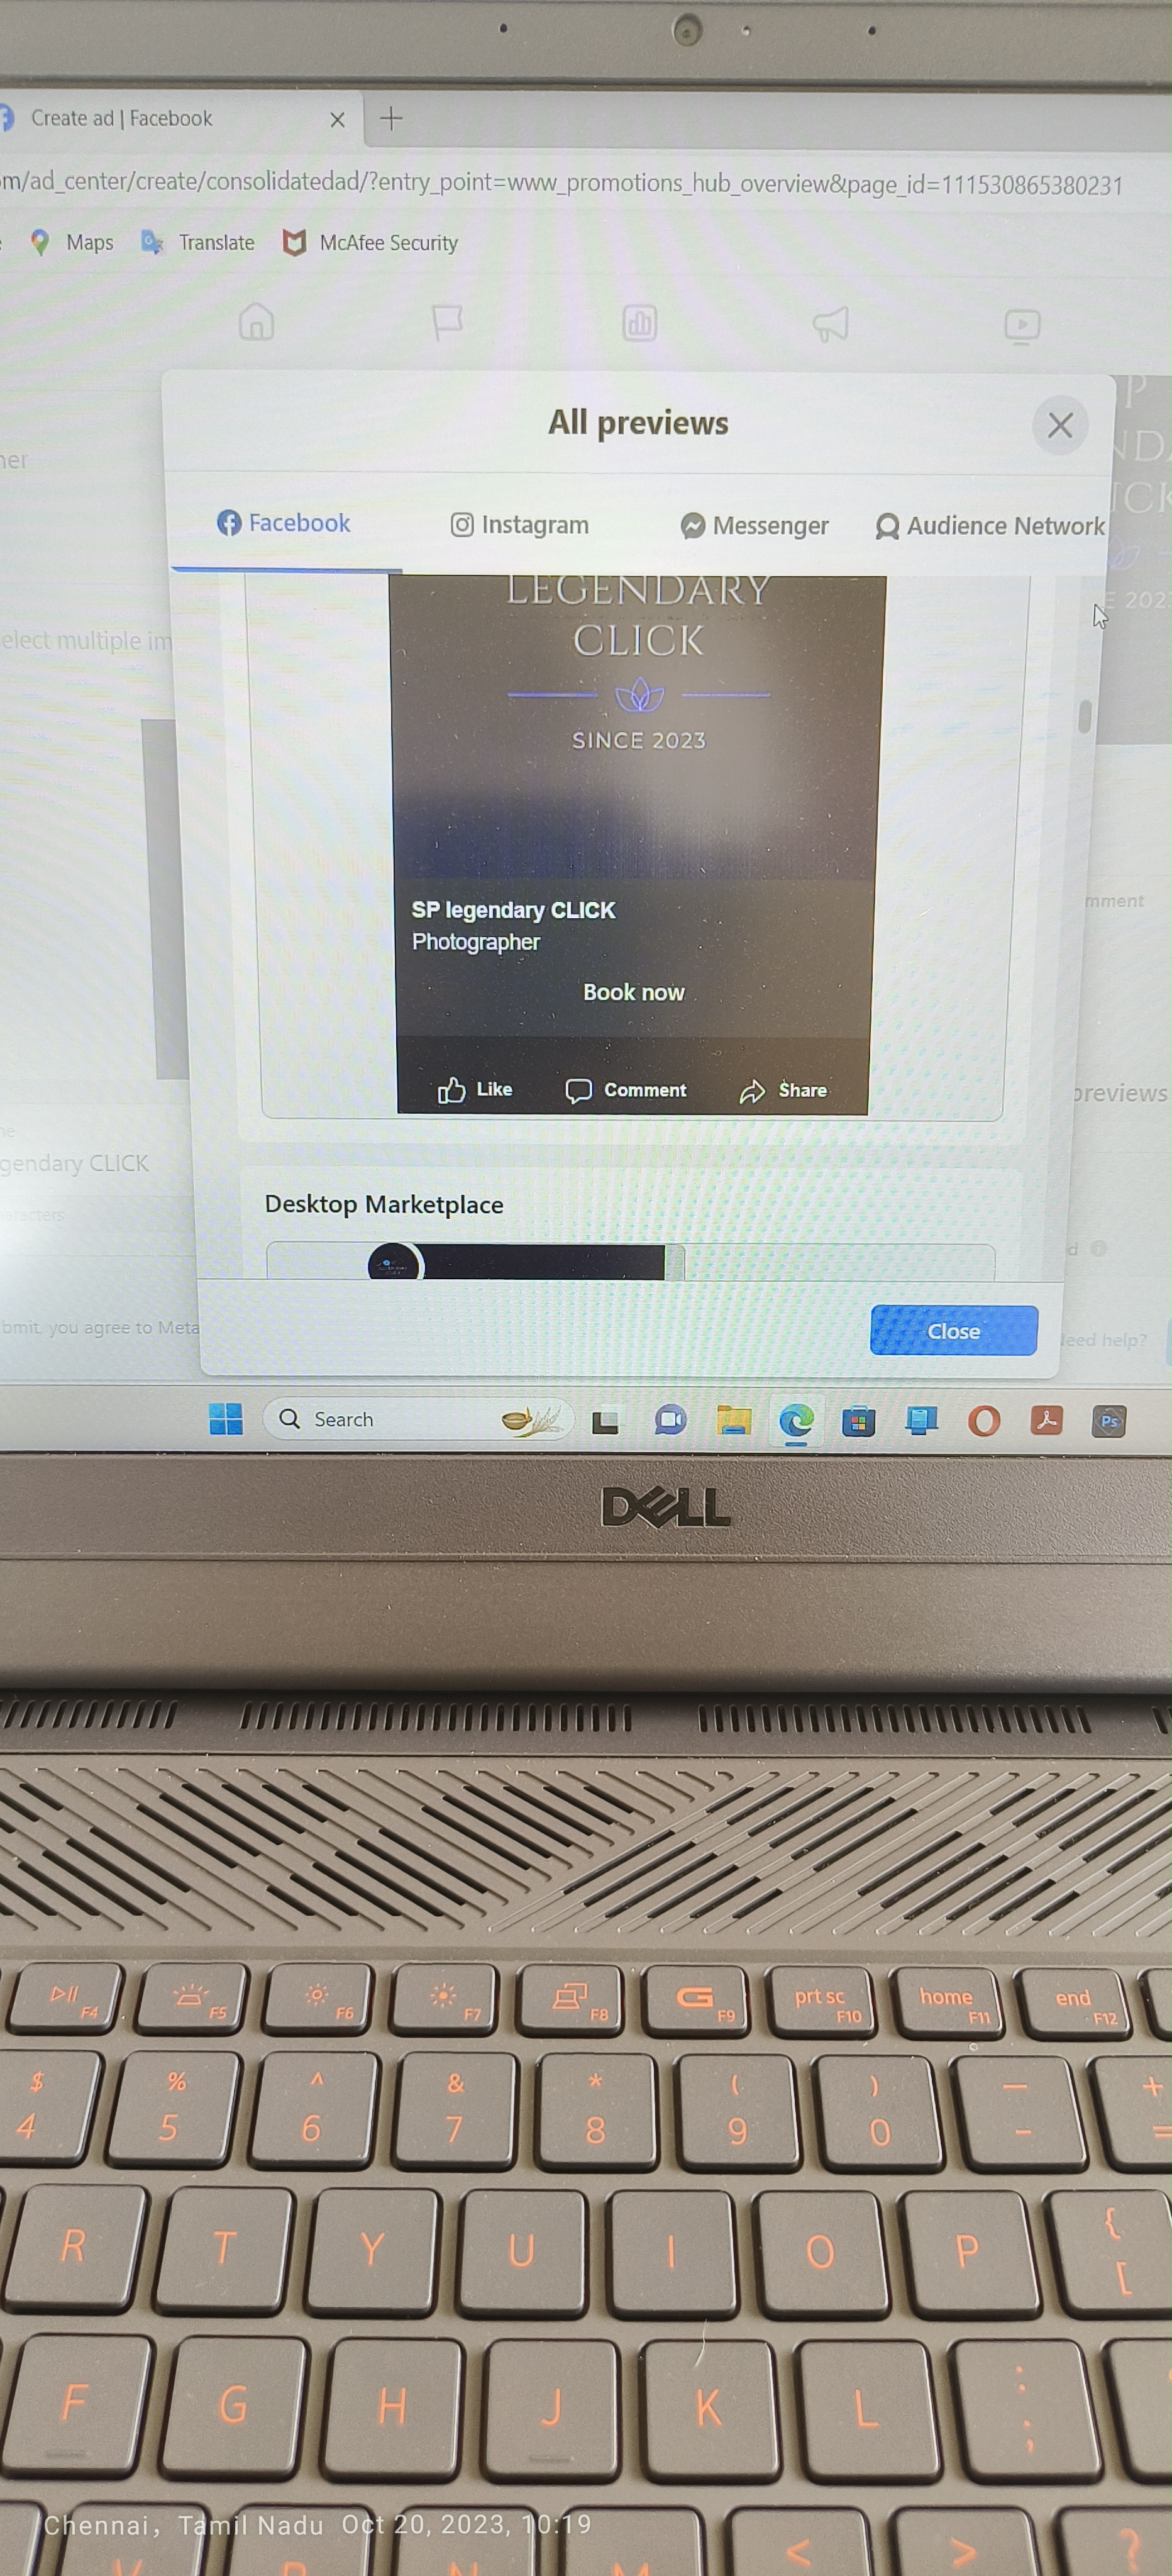 Create ad | Facebook
m/ad_center/create/consolidatedad/?entry_point=www_promotions_hub_overview&page_id=111530865380231
Maps Translate McAfee Security
All previews
Facebook Instagram Messenger Audience Network
LEGENDARY
CLICK
SINCE 2023
E 202
elect multiple im
SP legendary CLICK
Photographer
mment
Book now
Like Comment Share
previews
gendary CLICK
Desktop Marketplace
bmit, you agree to Meta
Close
eed help?
Search
Ps
DELL
F4 F5 F6 F7 F8 G F9 prt sc F10 home F11 end F12
$ % ^ & * ( ) — +
4 5 6 7 8 9 0 - =
R T Y U I O P { [
F G H J K L : ;
Chennai, Tamil Nadu Oct 20, 2023, 10:19
< > ?